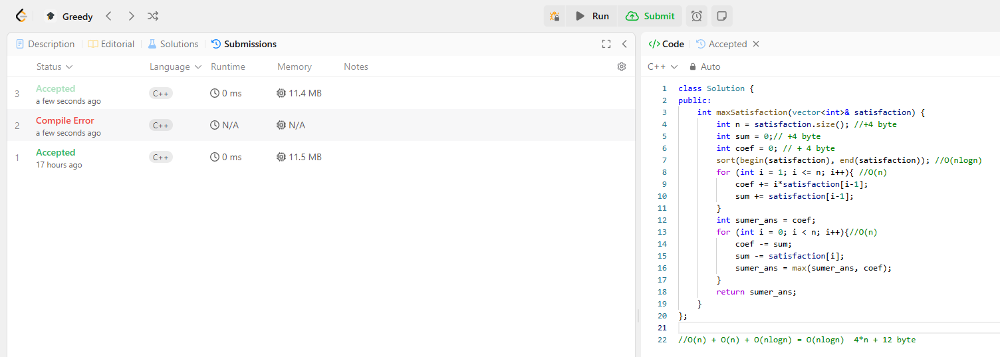 Greedy Run Submit
Description Editorial Solutions Submissions
Status Language Runtime Memory Notes
3 Accepted C++ 0 ms 11.4 MB
a few seconds ago
2 Compile Error C++ N/A N/A
a few seconds ago
1 Accepted C++ 0 ms 11.5 MB
17 hours ago
</> Code Accepted
C++ Auto
1 class Solution {
2 public:
3     int maxSatisfaction(vector<int>& satisfaction) {
4         int n = satisfaction.size(); //+4 byte
5         int sum = 0;// +4 byte
6         int coef = 0; // + 4 byte
7         sort(begin(satisfaction), end(satisfaction)); //O(nlogn)
8         for (int i = 1; i <= n; i++){ //O(n)
9             coef += i*satisfaction[i-1];
10             sum += satisfaction[i-1];
11         }
12         int sumer_ans = coef;
13         for (int i = 0; i < n; i++){//O(n)
14             coef -= sum;
15             sum -= satisfaction[i];
16             sumer_ans = max(sumer_ans, coef);
17         }
18         return sumer_ans;
19     }
20 };
21
22 //O(n) + O(n) + O(nlogn) = O(nlogn)  4*n + 12 byte